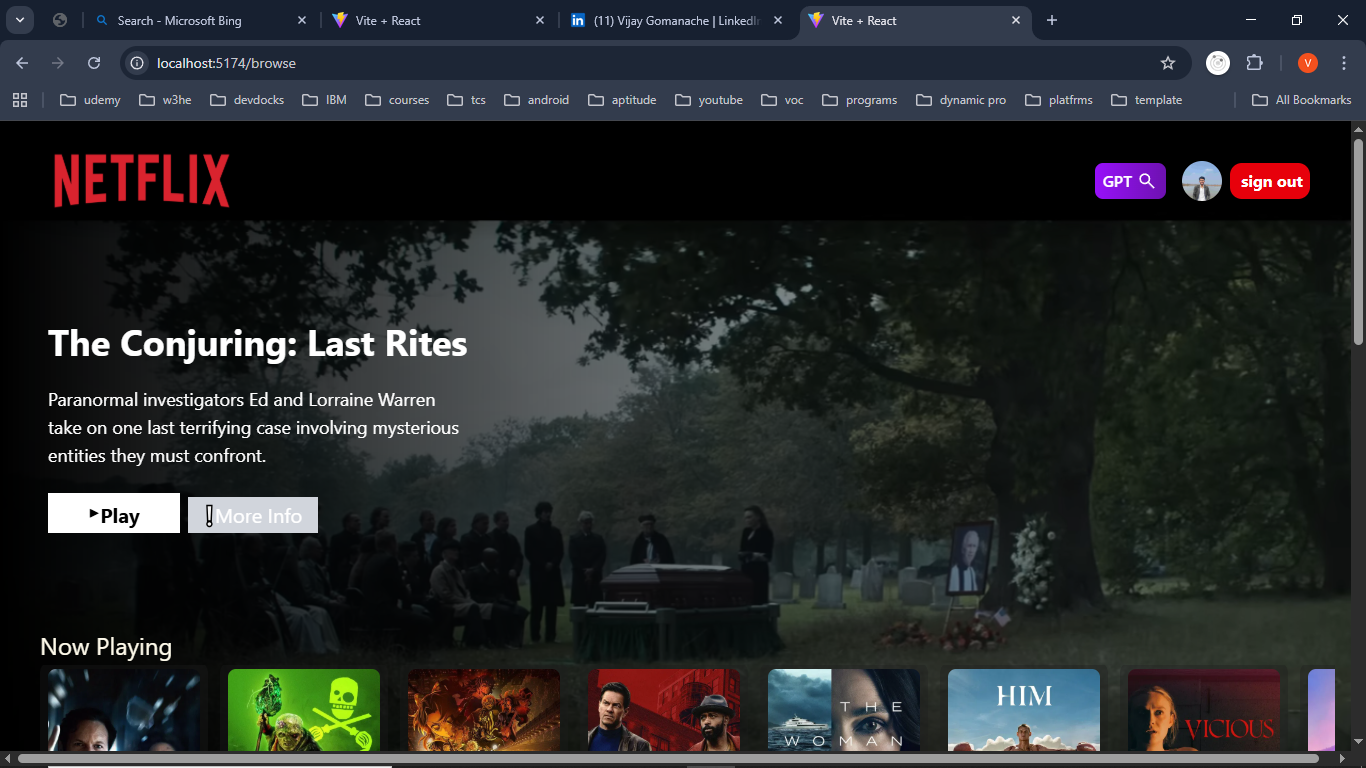 Search - Microsoft Bing
Vite + React
(11) Vijay Gomanache | LinkedIn
Vite + React
localhost:5174/browse
V
udemy
w3he
devdocks
IBM
courses
tcs
android
aptitude
youtube
voc
programs
dynamic pro
platfrms
template
All Bookmarks
NETFLIX
GPT
sign out
The Conjuring: Last Rites
Paranormal investigators Ed and Lorraine Warren
take on one last terrifying case involving mysterious
entities they must confront.
Play
More Info
Now Playing
THE
WOMAN
HIM
VICIOUS